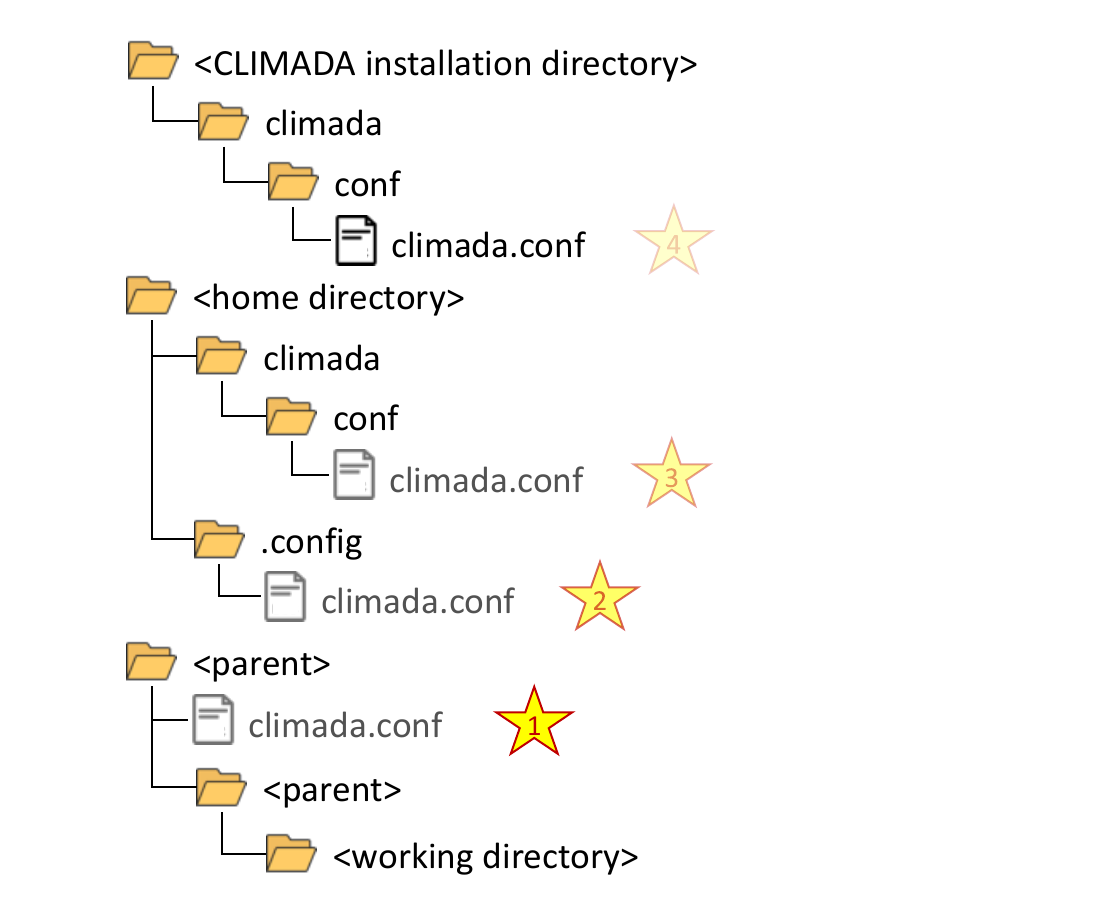 <CLIMADA installation directory>
climada
conf
climada.conf 4
<home directory>
climada
conf
climada.conf 3
.config
climada.conf 2
<parent>
climada.conf 1
<parent>
<working directory>